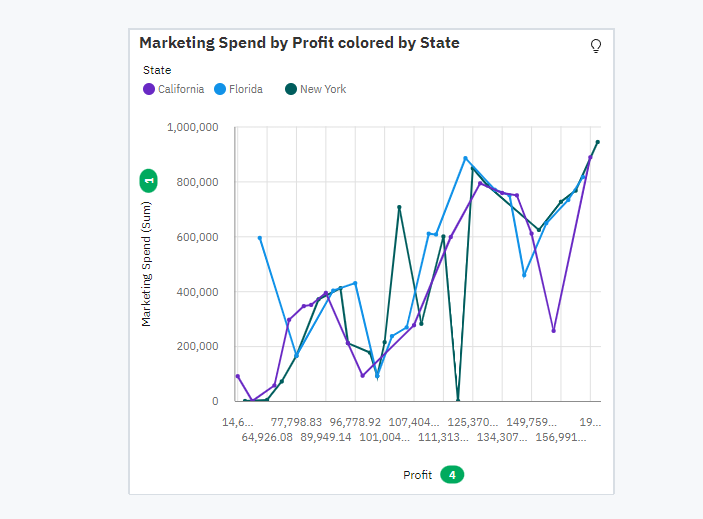 Marketing Spend by Profit colored by State
State
California Florida New York
1,000,000
800,000
600,000
400,000
200,000
0
Marketing Spend (Sum) 1
14,6... 77,798.83 96,778.92 107,404... 125,370... 149,759... 19...
64,926.08 89,949.14 101,004... 111,313... 134,307... 156,991...
Profit 4